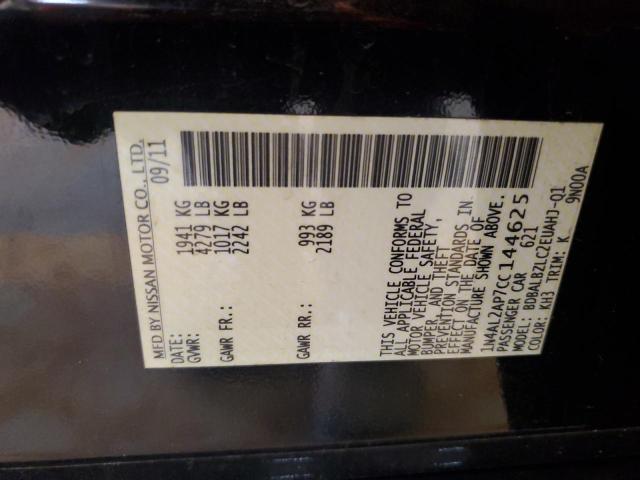 MFD BY NISSAN MOTOR CO., LTD.
DATE: 09/11
GVWR: 1941 KG
4279 LB
GAWR FR.: 1017 KG
2242 LB
GAWR RR.: 993 KG
2189 LB
THIS VEHICLE CONFORMS TO
ALL APPLICABLE FEDERAL
MOTOR VEHICLE SAFETY,
BUMPER, AND THEFT
PREVENTION STANDARDS IN
EFFECT ON THE DATE OF
MANUFACTURE SHOWN ABOVE.
1N4AL2AP7CC144625
PASSENGER CAR 621
MODEL: BDBALBZLC2EUAHJ-01
COLOR: KH3 TRIM: K 9N00A